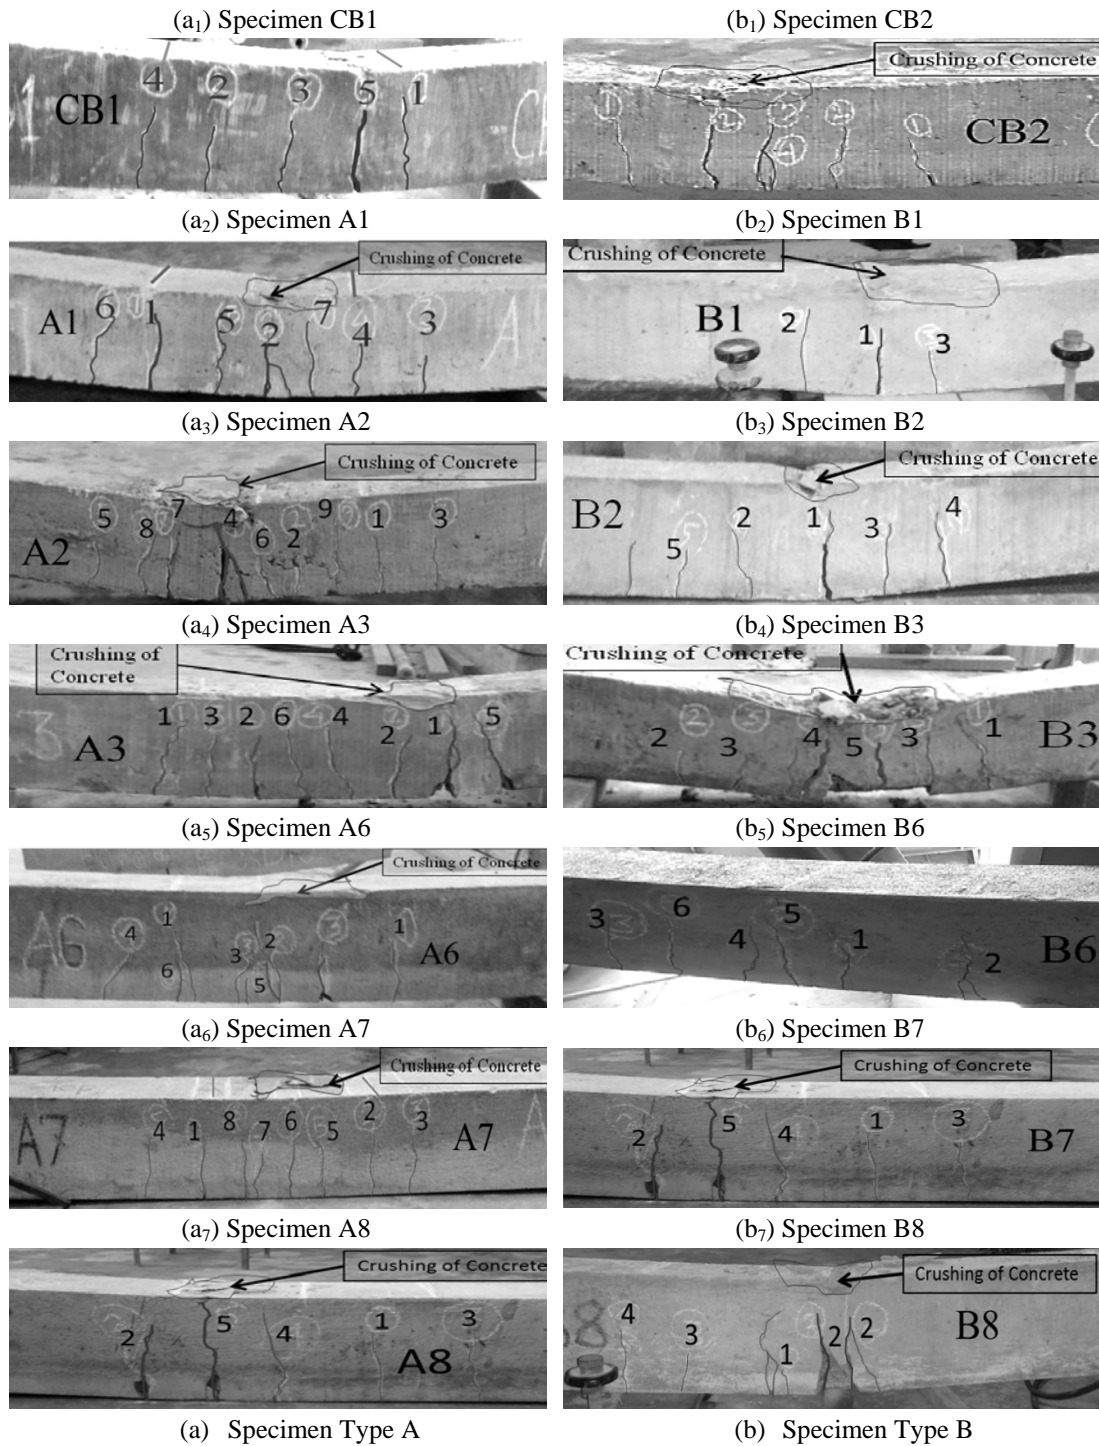 (a₁) Specimen CB1
(b₁) Specimen CB2
4 2 3 5 1
CB1
Crushing of Concrete
1 2 3 2 1
4
CB2
(a₂) Specimen A1
(b₂) Specimen B1
Crushing of Concrete
6 1 5 2 7 4 3
A1
Crushing of Concrete
B1
2 1 3
(a₃) Specimen A2
(b₃) Specimen B2
Crushing of Concrete
5 8 7 4 6 2 9 1 3
A2
Crushing of Concrete
B2
5 2 1 3 4
(a₄) Specimen A3
(b₄) Specimen B3
Crushing of
Concrete
1 3 2 6 4 2 1 5
3
A3
Crushing of Concrete
2 3 4 5 3 1
B3
(a₅) Specimen A6
(b₅) Specimen B6
Crushing of Concrete
A6
4 1 6 3 2 5 3 1
A6
3 6 4 5 1 2
B6
(a₆) Specimen A7
(b₆) Specimen B7
Crushing of Concrete
A7
4 1 8 7 6 5 2 3
A7
Crushing of Concrete
2 5 4 1 3
B7
(a₇) Specimen A8
(b₇) Specimen B8
Crushing of Concrete
2 5 4 1 3
A8
Crushing of Concrete
8
4 3 1 2 2
B8
(a) Specimen Type A
(b) Specimen Type B